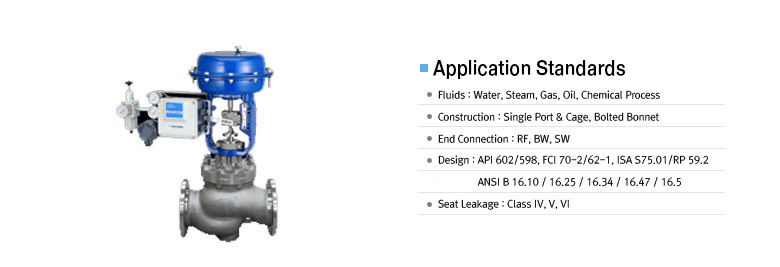 Application Standards
Fluids : Water, Steam, Gas, Oil, Chemical Process
Construction : Single Port & Cage, Bolted Bonnet
End Connection : RF, BW, SW
Design : API 602/598, FCI 70-2/62-1, ISA S75.01/RP 59.2
ANSI B 16.10 / 16.25 / 16.34 / 16.47 / 16.5
Seat Leakage : Class IV, V, VI